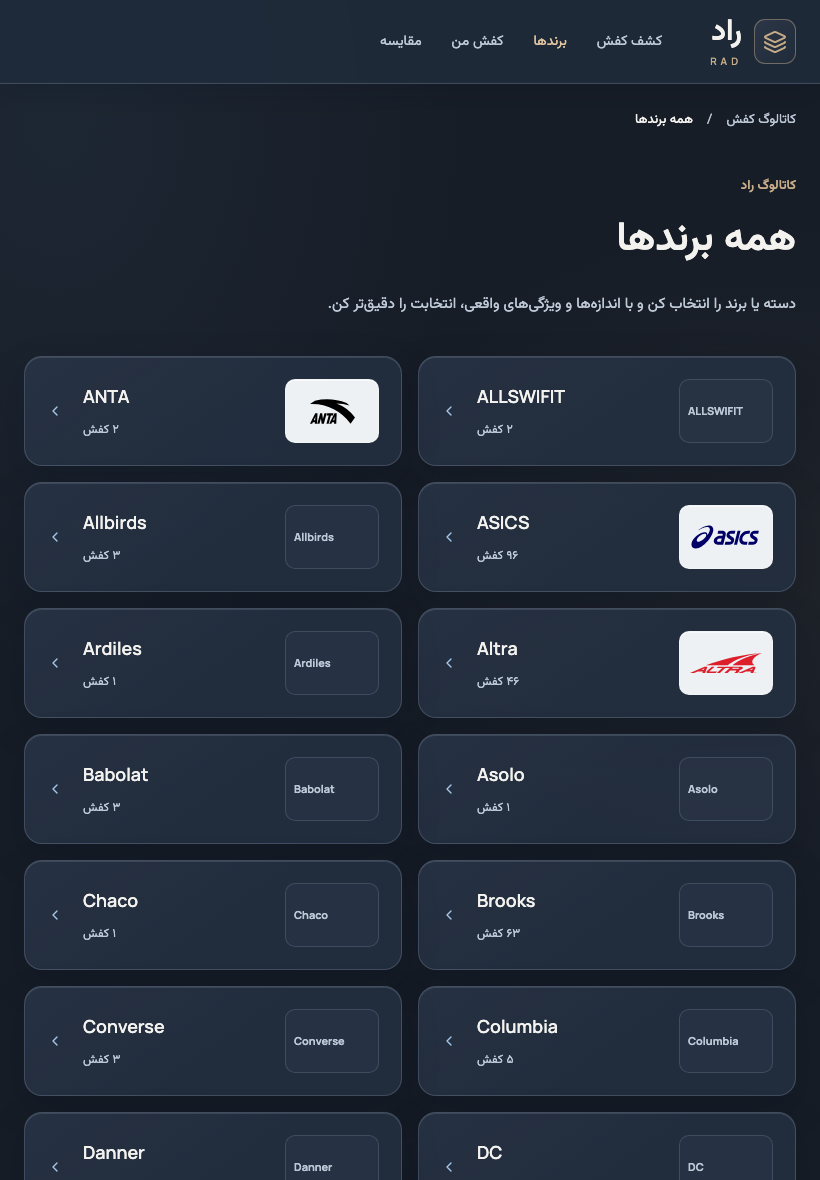 راد
RAD
کشف کفش
برندها
کفش من
مقایسه
کاتالوگ کفش / همه برندها
کاتالوگ راد
همه برندها
دسته یا برند را انتخاب کن و با اندازه‌ها و ویژگی‌های واقعی، انتخابت را دقیق‌تر کن.
ALLSWIFIT
ALLSWIFIT
۲ کفش
ANTA
ANTA
۲ کفش
asics
ASICS
۹۶ کفش
Allbirds
Allbirds
۳ کفش
ALTRA
Altra
۴۶ کفش
Ardiles
Ardiles
۱ کفش
Asolo
Asolo
۱ کفش
Babolat
Babolat
۳ کفش
Brooks
Brooks
۶۳ کفش
Chaco
Chaco
۱ کفش
Columbia
Columbia
۵ کفش
Converse
Converse
۳ کفش
DC
DC
Danner
Danner